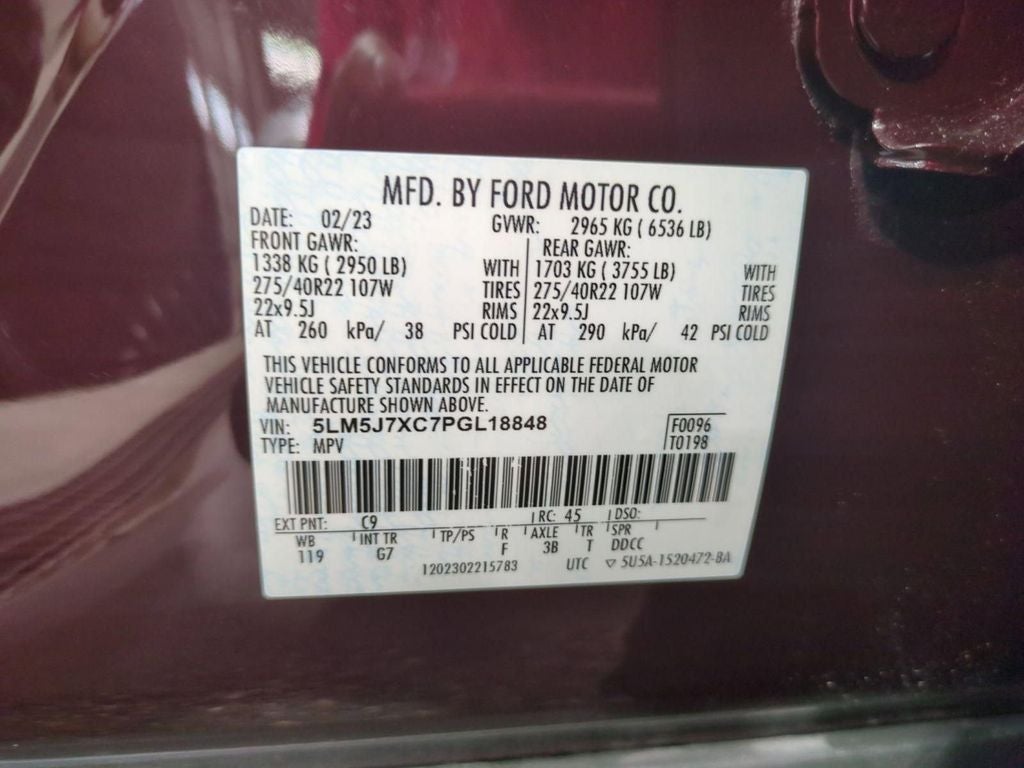 MFD. BY FORD MOTOR CO.
DATE: 02/23 GVWR: 2965 KG ( 6536 LB)
FRONT GAWR: REAR GAWR:
1338 KG ( 2950 LB) WITH 1703 KG ( 3755 LB) WITH
275/40R22 107W TIRES 275/40R22 107W TIRES
22x9.5J RIMS 22x9.5J RIMS
AT 260 kPa/ 38 PSI COLD AT 290 kPa/ 42 PSI COLD
THIS VEHICLE CONFORMS TO ALL APPLICABLE FEDERAL MOTOR
VEHICLE SAFETY STANDARDS IN EFFECT ON THE DATE OF
MANUFACTURE SHOWN ABOVE.
VIN: 5LM5J7XC7PGL18848 F0096
TYPE: MPV T0198
EXT PNT: C9 RC: 45 DSO:
WB INT TR TP/PS R AXLE TR SPR
119 G7 F 3B T DDCC
1202302215783 UTC ▽ 5U5A-1520472-BA